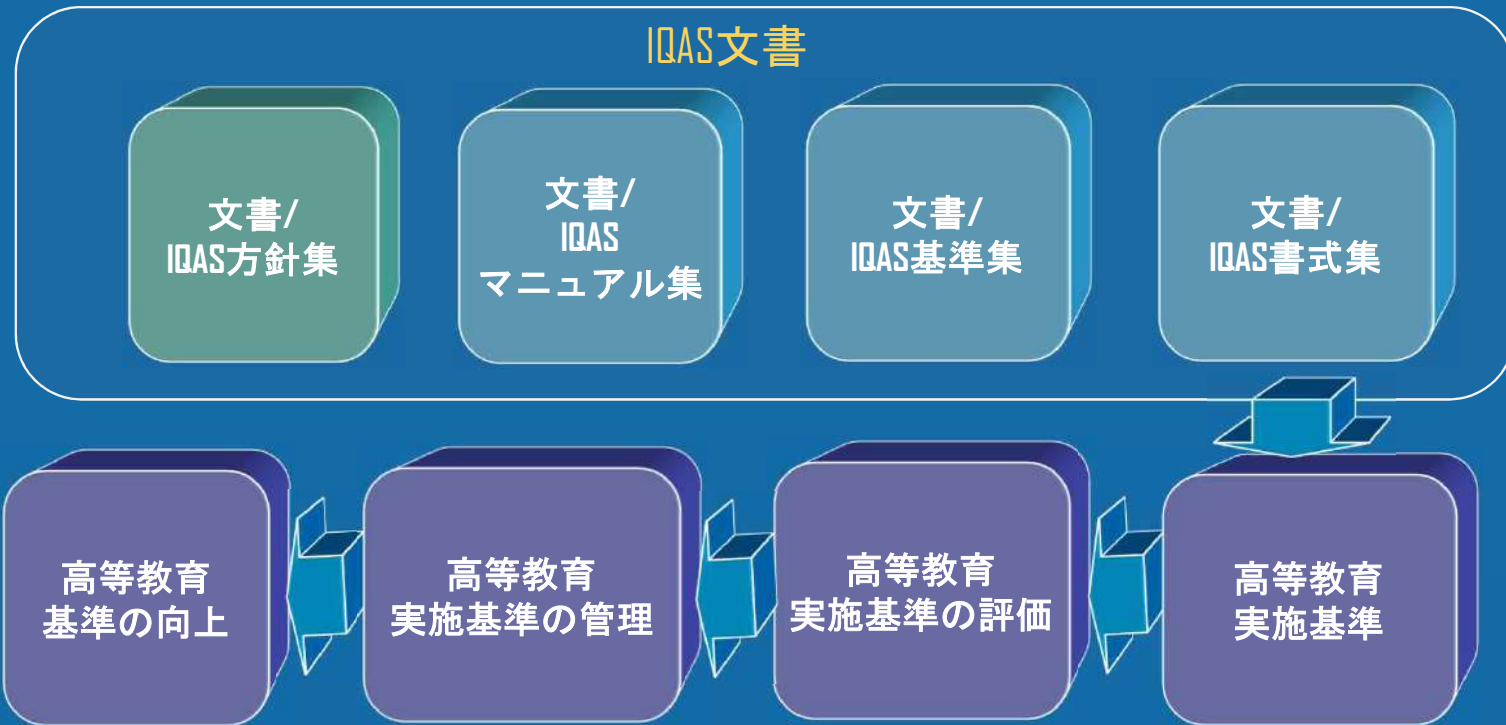 IQAS文書
文書/
IQAS方針集
文書/
IQAS
マニュアル集
文書/
IQAS基準集
文書/
IQAS書式集
高等教育
基準の向上
高等教育
実施基準の管理
高等教育
実施基準の評価
高等教育
実施基準